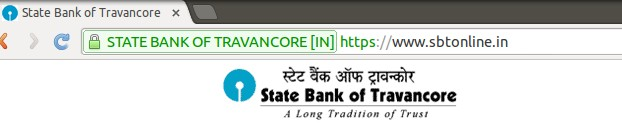 State Bank of Travancore
STATE BANK OF TRAVANCORE [IN] https://www.sbtonline.in
स्टेट बैंक ऑफ ट्रावन्कोर
State Bank of Travancore
A Long Tradition of Trust